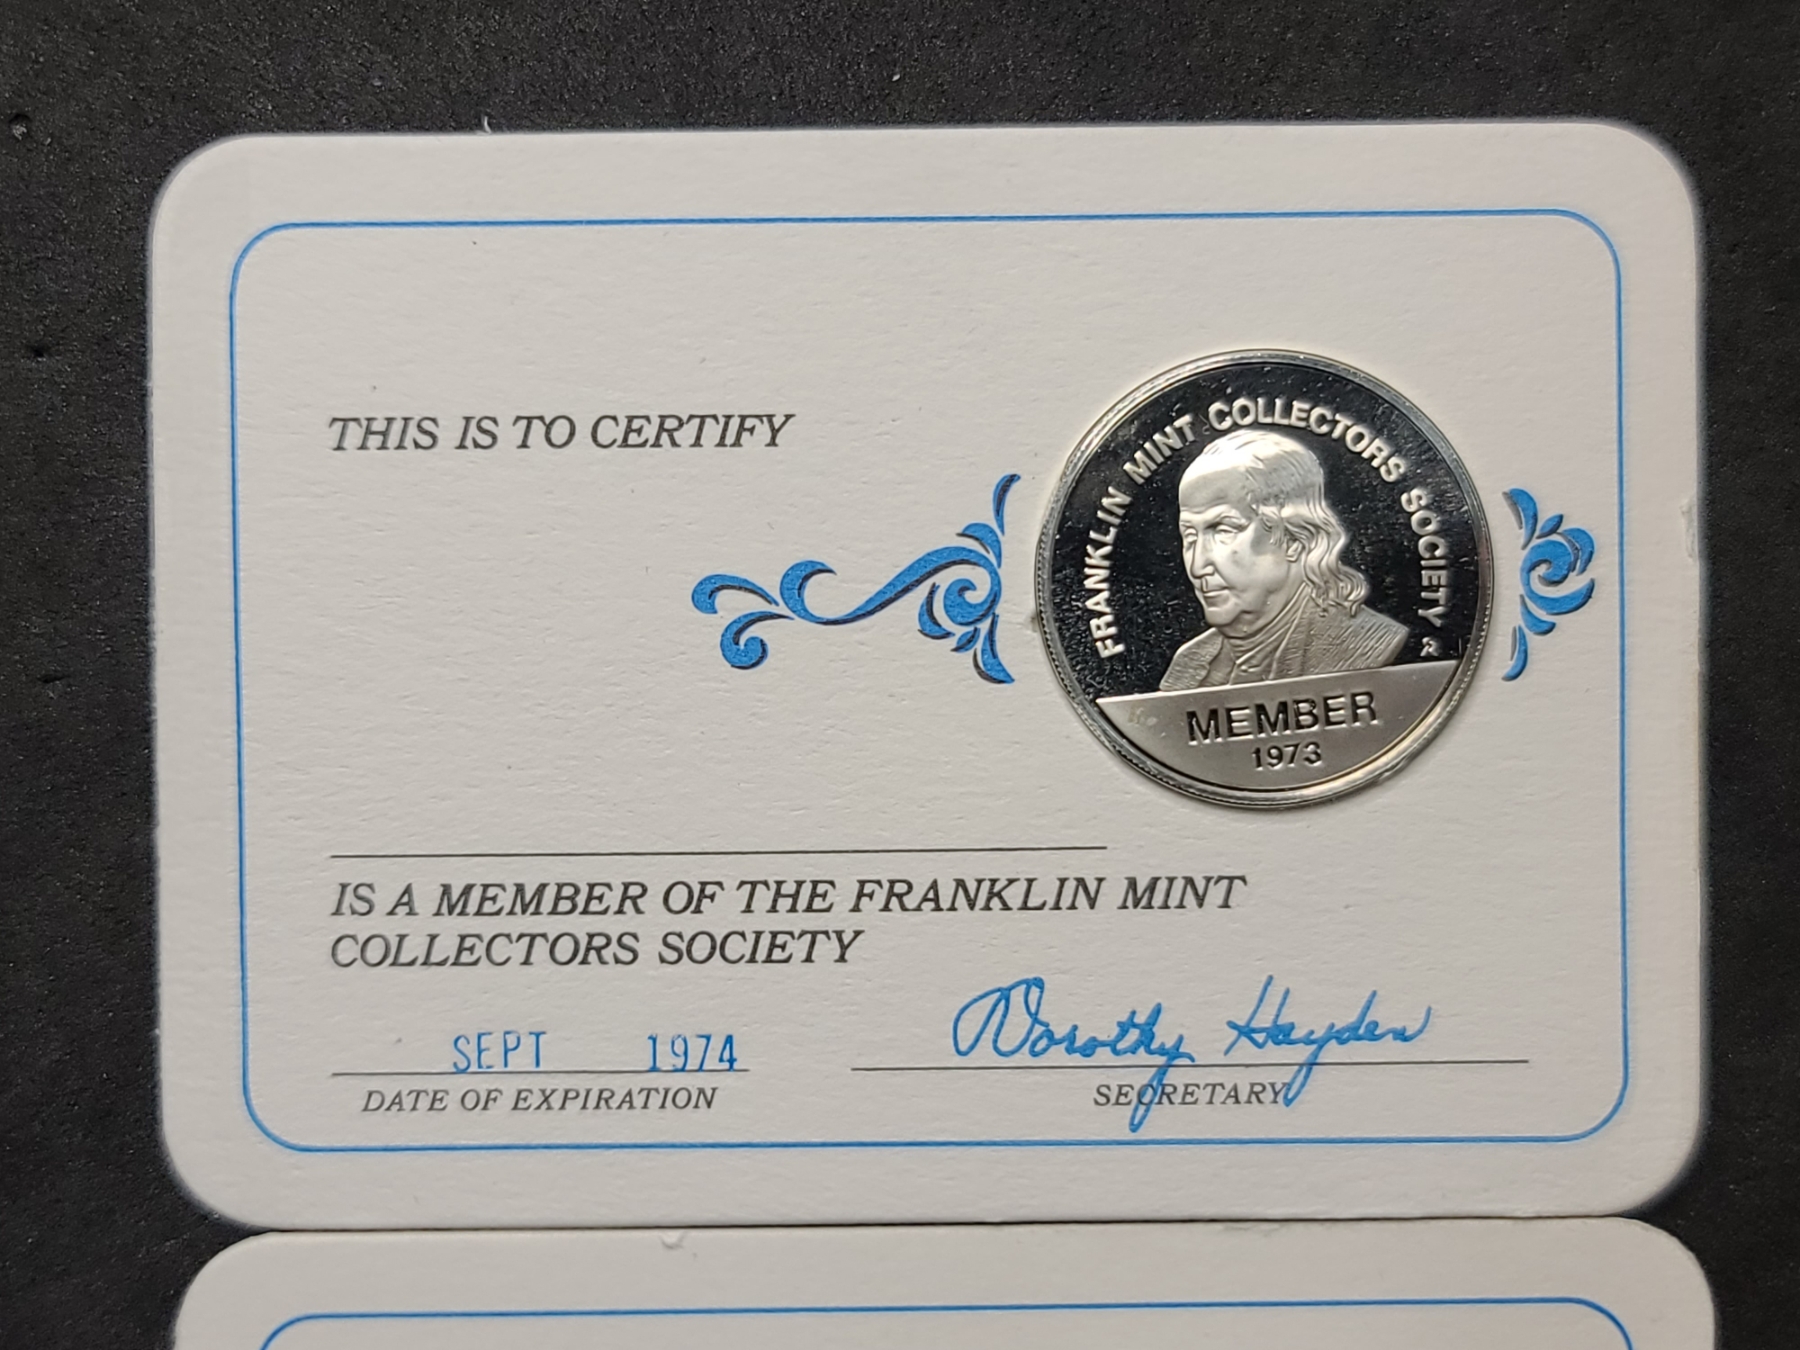 THIS IS TO CERTIFY
FRANKLIN MINT COLLECTORS SOCIETY
MEMBER
1973
IS A MEMBER OF THE FRANKLIN MINT
COLLECTORS SOCIETY
SEPT 1974
DATE OF EXPIRATION
Dorothy Hayden
SECRETARY